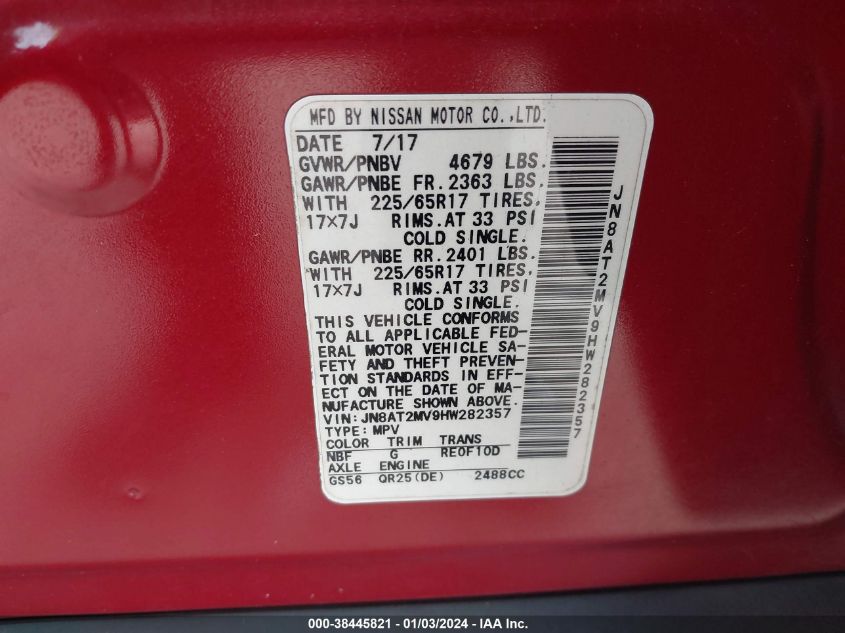 MFD BY NISSAN MOTOR CO.,LTD.
DATE 7/17
GVWR/PNBV 4679 LBS.
GAWR/PNBE FR. 2363 LBS.
WITH 225/65R17 TIRES.
17×7J RIMS.AT 33 PSI
COLD SINGLE.
GAWR/PNBE RR. 2401 LBS.
WITH 225/65R17 TIRES.
17×7J RIMS.AT 33 PSI
COLD SINGLE.
THIS VEHICLE CONFORMS
TO ALL APPLICABLE FED-
ERAL MOTOR VEHICLE SA-
FETY AND THEFT PREVEN-
TION STANDARDS IN EFF-
ECT ON THE DATE OF MA-
NUFACTURE SHOWN ABOVE.
VIN:JN8AT2MV9HW282357
TYPE:MPV
COLOR TRIM TRANS
NBF G RE0F10D
AXLE ENGINE
GS56 QR25(DE) 2488CC
JN8AT2MV9HW282357
000-38445821 - 01/03/2024 - IAA Inc.